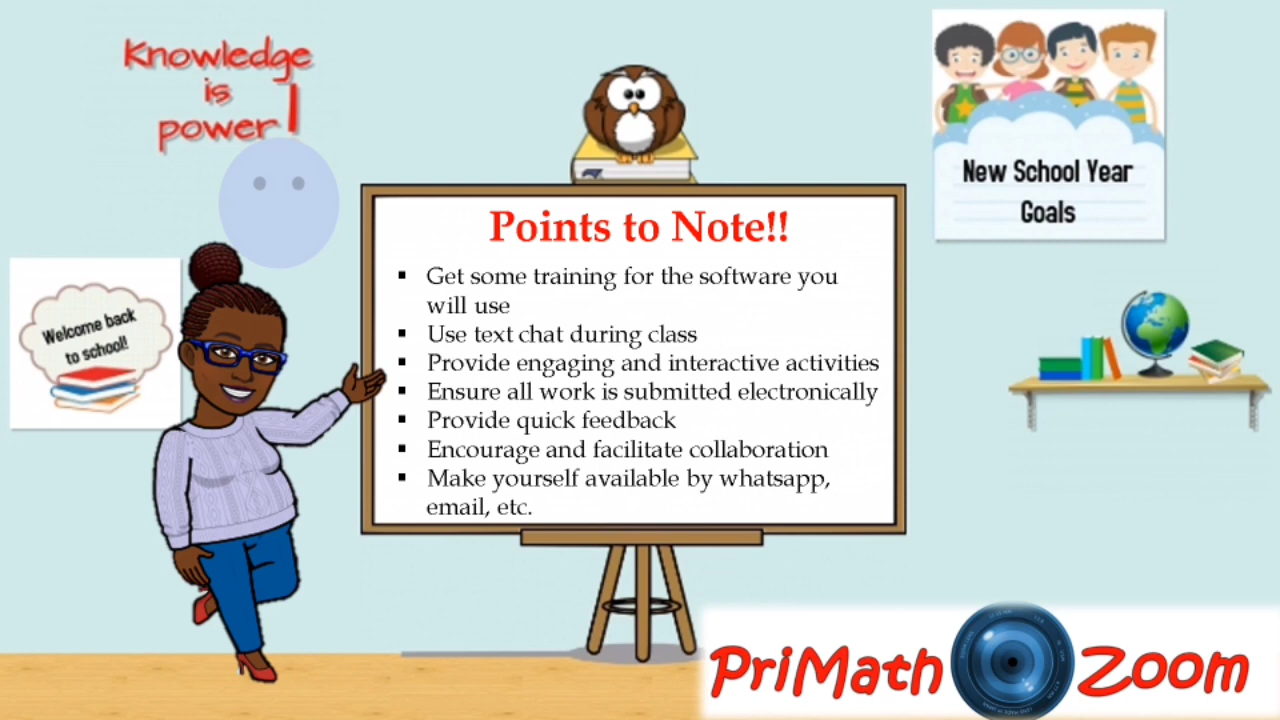 Knowledge
is
power!
New School Year
Goals
Welcome back
to school!
Points to Note!!
▪ Get some training for the software you
will use
▪ Use text chat during class
▪ Provide engaging and interactive activities
▪ Ensure all work is submitted electronically
▪ Provide quick feedback
▪ Encourage and facilitate collaboration
▪ Make yourself available by whatsapp,
email, etc.
PriMath Zoom